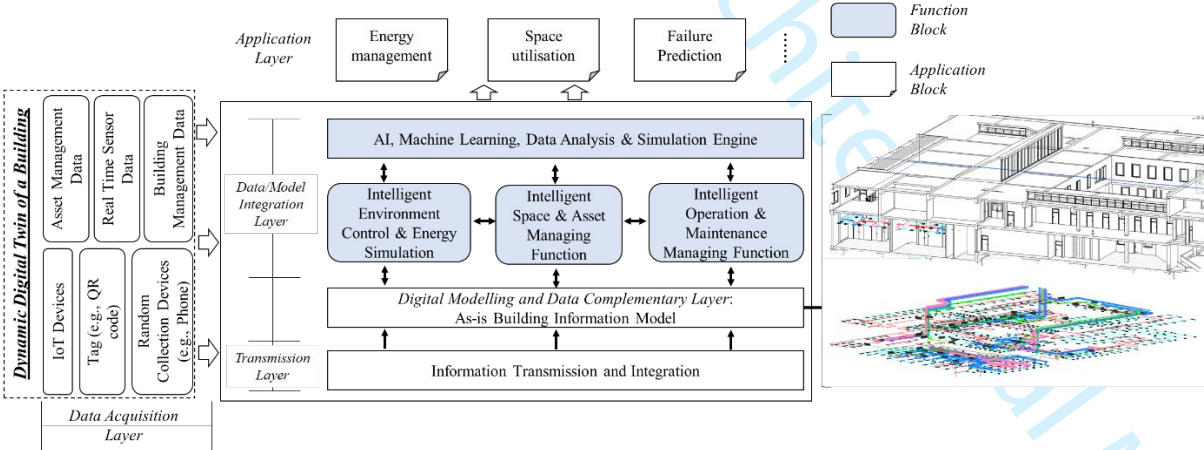 Application
Layer
Energy
management
Space
utilisation
Failure
Prediction
Function
Block
Application
Block
Dynamic Digital Twin of a Building
Asset Management
Data
Real Time Sensor
Data
Building
Management Data
IoT Devices
Tag (e.g., QR
code)
Random
Collection Devices
(e.g., Phone)
Data Acquisition
Layer
Data/Model
Integration
Layer
Transmission
Layer
AI, Machine Learning, Data Analysis & Simulation Engine
Intelligent
Environment
Control & Energy
Simulation
Intelligent
Space & Asset
Managing
Function
Intelligent
Operation &
Maintenance
Managing Function
Digital Modelling and Data Complementary Layer:
As-is Building Information Model
Information Transmission and Integration